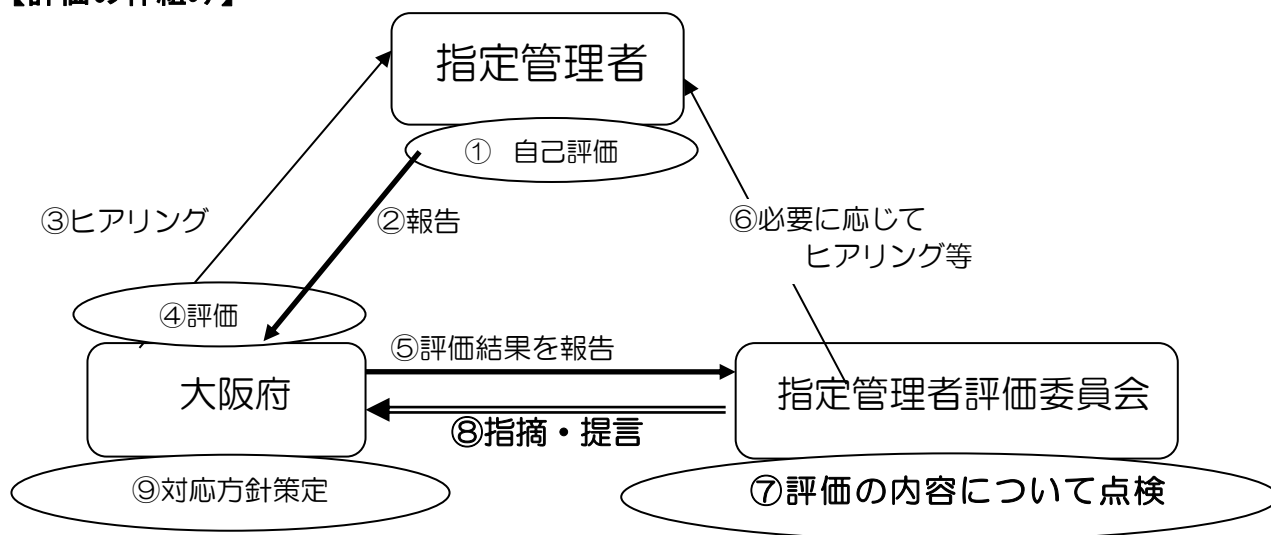 【評価の仕組み】
指定管理者
① 自己評価
③ヒアリング
②報告
⑥必要に応じて
ヒアリング等
④評価
⑤評価結果を報告
大阪府
指定管理者評価委員会
⑧指摘・提言
⑨対応方針策定
⑦評価の内容について点検